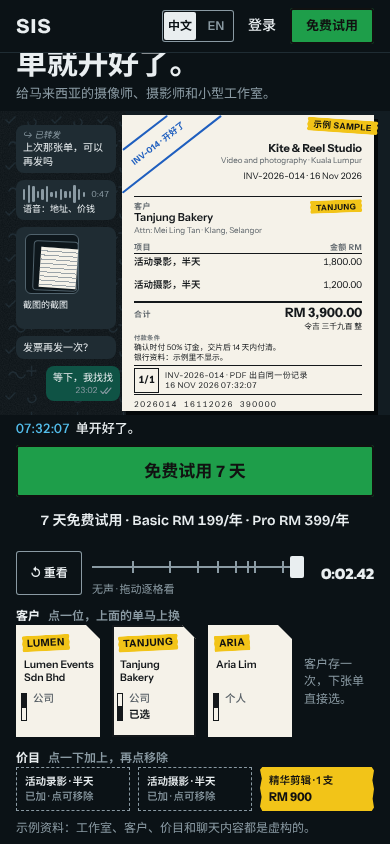 SIS
中文
EN
登录
免费试用
单就开好了。
给马来西亚的摄像师、摄影师和小型工作室。
已转发
上次那张单，可以
再发吗
0:47
语音：地址、价钱
截图的截图
发票再发一次？
等下，我找找
23:02
INV-014·开好了
示例 SAMPLE
Kite & Reel Studio
Video and photography·Kuala Lumpur
INV-2026-014·16 Nov 2026
客户
Tanjung Bakery
TANJUNG
Attn: Mei Ling Tan·Klang, Selangor
项目
金额 RM
活动录影，半天
1,800.00
活动摄影，半天
1,200.00
合计
RM 3,900.00
令吉 三千九百 整
付款条件
确认时付 50% 订金，交片后 14 天内付清。
银行资料：示例里不显示。
1/1
INV-2026-014·PDF 出自同一份记录
16 NOV 2026 07:32:07
2026014 16112026 390000
07:32:07 单开好了。
免费试用 7 天
7 天免费试用 · Basic RM 199/年 · Pro RM 399/年
重看
无声·拖动逐格看
0:02.42
客户 点一位，上面的单马上换
LUMEN
Lumen Events
Sdn Bhd
公司
TANJUNG
Tanjung
Bakery
公司
已选
ARIA
Aria Lim
个人
客户存一
次，下张单
直接选。
价目 点一下加上，再点移除
活动录影·半天
已加·点可移除
活动摄影·半天
已加·点可移除
精华剪辑·1 支
RM 900
示例资料：工作室、客户、价目和聊天内容都是虚构的。